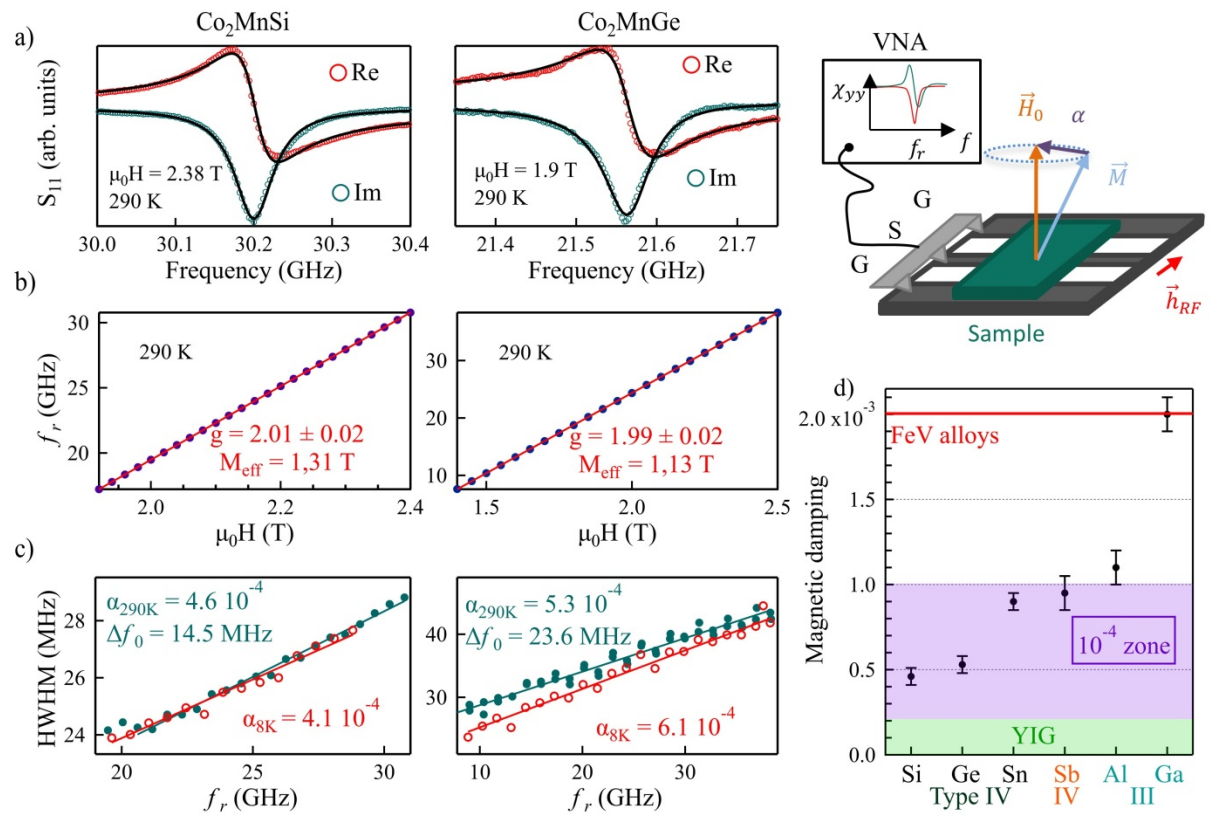 Co₂MnSi
Co₂MnGe
a)
S₁₁ (arb. units)
Re
Im
μ₀H = 2.38 T
290 K
30.0 30.1 30.2 30.3 30.4
Frequency (GHz)
Re
Im
μ₀H = 1.9 T
290 K
21.4 21.5 21.6 21.7
Frequency (GHz)
VNA
χyy
fr
f
H₀
α
M
G
S
G
hRF
Sample
b)
fr (GHz)
30
25
20
290 K
g = 2.01 ± 0.02
Meff = 1,31 T
2.0 2.2 2.4
μ₀H (T)
30
20
10
290 K
g = 1.99 ± 0.02
Meff = 1,13 T
1.5 2.0 2.5
μ₀H (T)
c)
HWHM (MHz)
28
26
24
α290K = 4.6 10⁻⁴
Δf₀ = 14.5 MHz
α8K = 4.1 10⁻⁴
20 25 30
fr (GHz)
40
30
α290K = 5.3 10⁻⁴
Δf₀ = 23.6 MHz
α8K = 6.1 10⁻⁴
10 20 30
fr (GHz)
d)
Magnetic damping
2.0 x10⁻³
1.5
1.0
0.5
0.0
FeV alloys
10⁻⁴ zone
YIG
Si Ge Sn Sb Al Ga
Type IV IV III